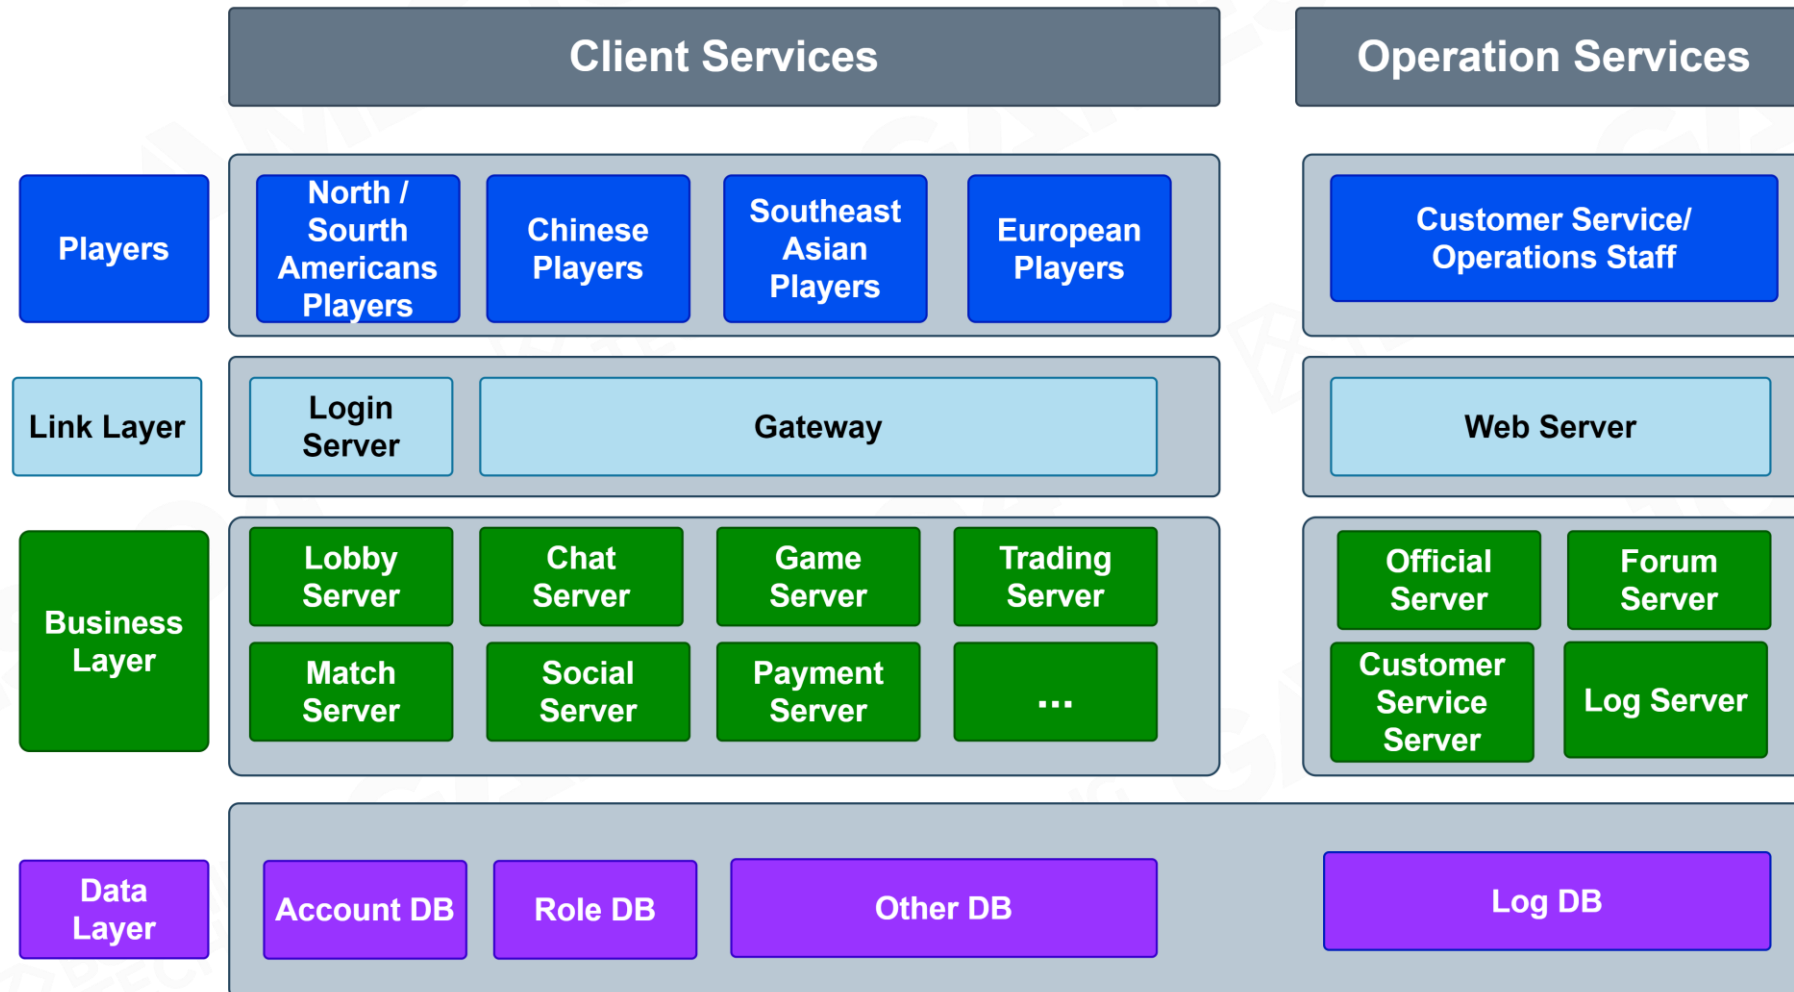 Client Services
Operation Services
Players
North /
Sourth
Americans
Players
Chinese
Players
Southeast
Asian
Players
European
Players
Customer Service/
Operations Staff
Link Layer
Login
Server
Gateway
Web Server
Business
Layer
Lobby
Server
Chat
Server
Game
Server
Trading
Server
Match
Server
Social
Server
Payment
Server
...
Official
Server
Forum
Server
Customer
Service
Server
Log Server
Data
Layer
Account DB
Role DB
Other DB
Log DB